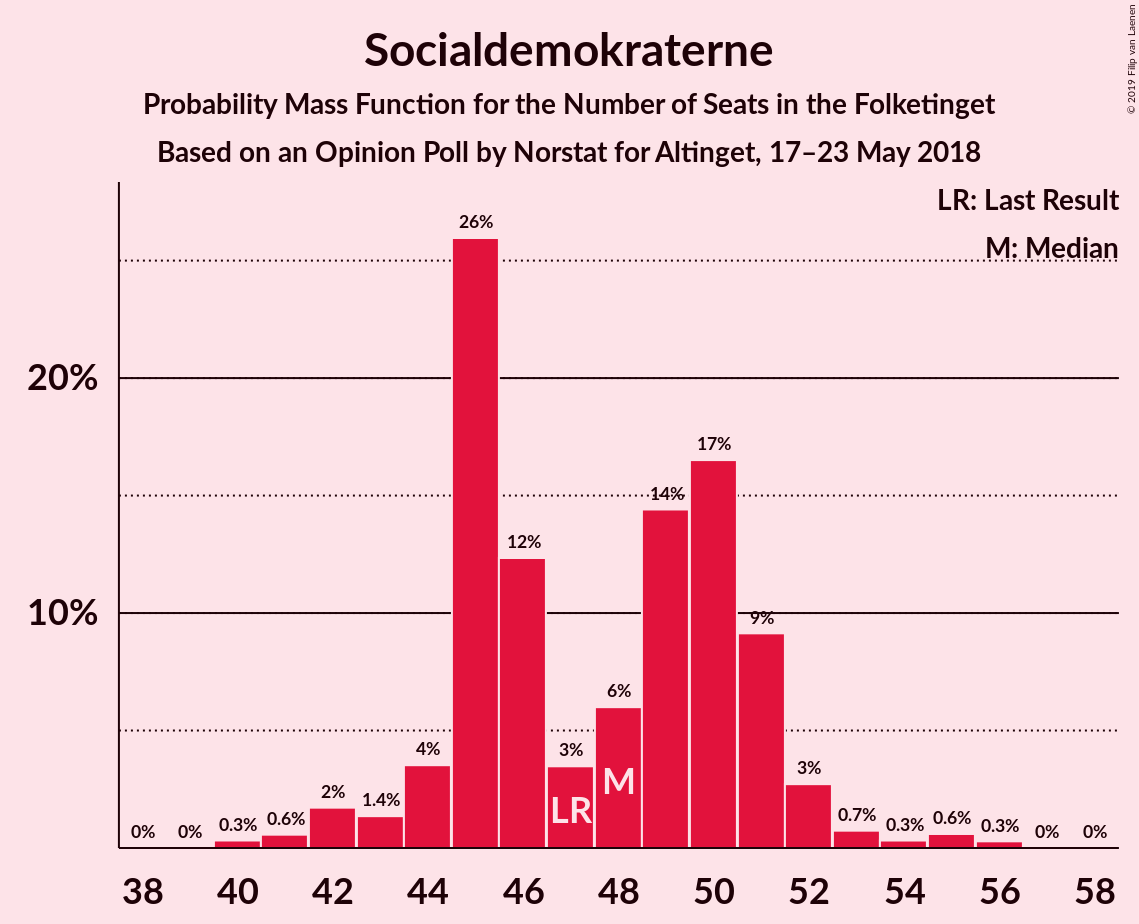 Socialdemokraterne
Probability Mass Function for the Number of Seats in the Folketinget
Based on an Opinion Poll by Norstat for Altinget, 17–23 May 2018
© 2019 Filip van Laenen
LR: Last Result
M: Median
20%
10%
0%
0%
0.3%
0.6%
2%
1.4%
4%
26%
12%
3%
6%
14%
17%
9%
3%
0.7%
0.3%
0.6%
0.3%
0%
0%
LR
M
38 40 42 44 46 48 50 52 54 56 58